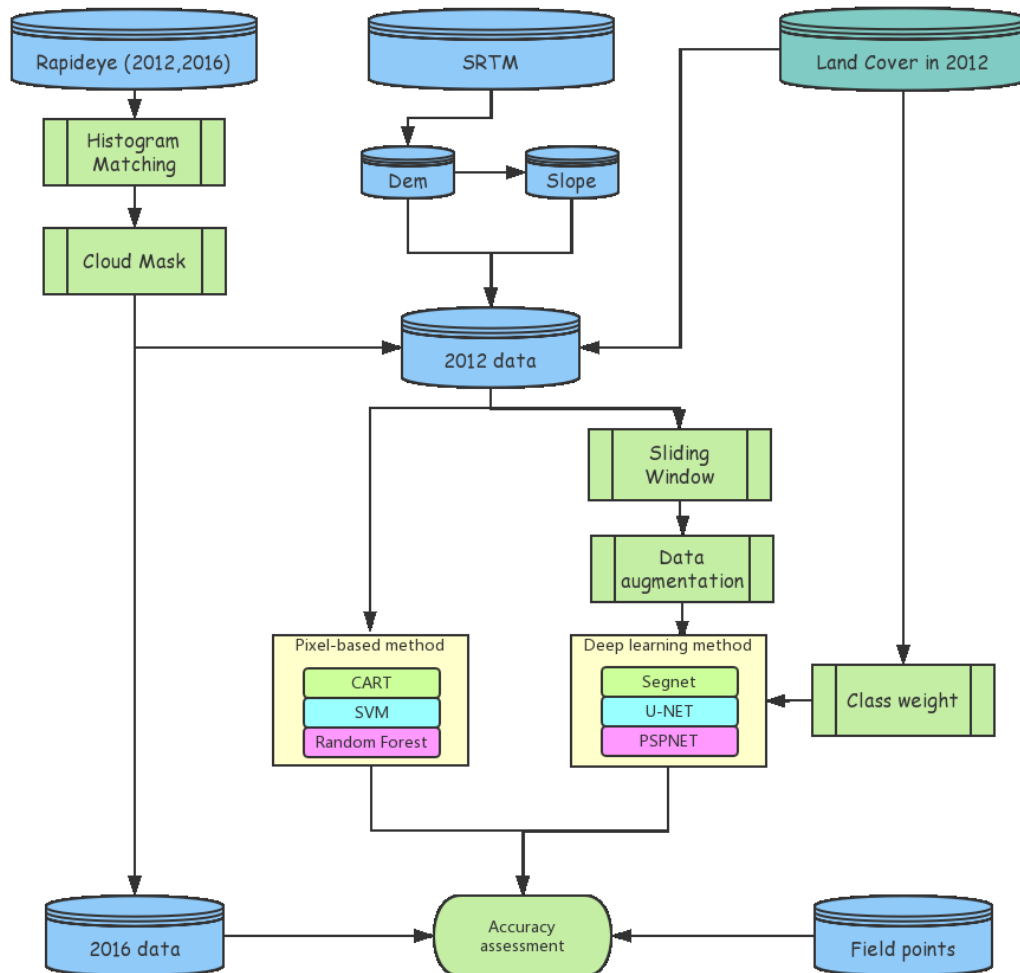 Rapideye (2012,2016)
SRTM
Land Cover in 2012
Histogram
Matching
Dem
Slope
Cloud Mask
2012 data
Sliding
Window
Data
augmentation
Pixel-based method
CART
SVM
Random Forest
Deep learning method
Segnet
U-NET
PSPNET
Class weight
2016 data
Accuracy
assessment
Field points